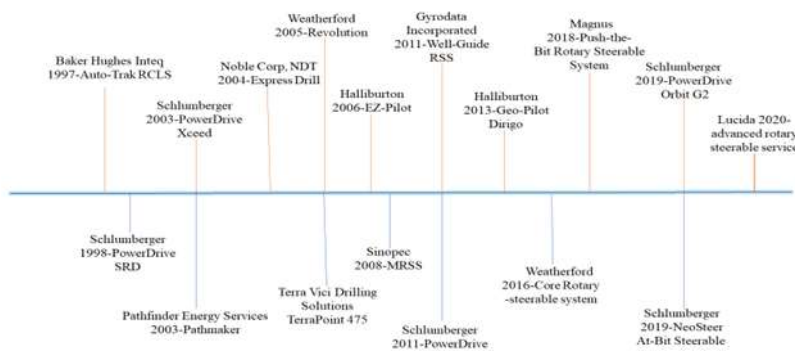 Baker Hughes Inteq
1997-Auto-Trak RCLS
Schlumberger
2003-PowerDrive
Xceed
Noble Corp, NDT
2004-Express Drill
Weatherford
2005-Revolution
Halliburton
2006-EZ-Pilot
Gyrodata
Incorporated
2011-Well-Guide
RSS
Halliburton
2013-Geo-Pilot
Dirigo
Magnus
2018-Push-the-
Bit Rotary Steerable
System
Schlumberger
2019-PowerDrive
Orbit G2
Lucida 2020-
advanced rotary
steerable service
Schlumberger
1998-PowerDrive
SRD
Pathfinder Energy Services
2003-Pathmaker
Terra Vici Drilling
Solutions
TerraPoint 475
Sinopec
2008-MRSS
Schlumberger
2011-PowerDrive
Weatherford
2016-Core Rotary
-steerable system
Schlumberger
2019-NeoSteer
At-Bit Steerable